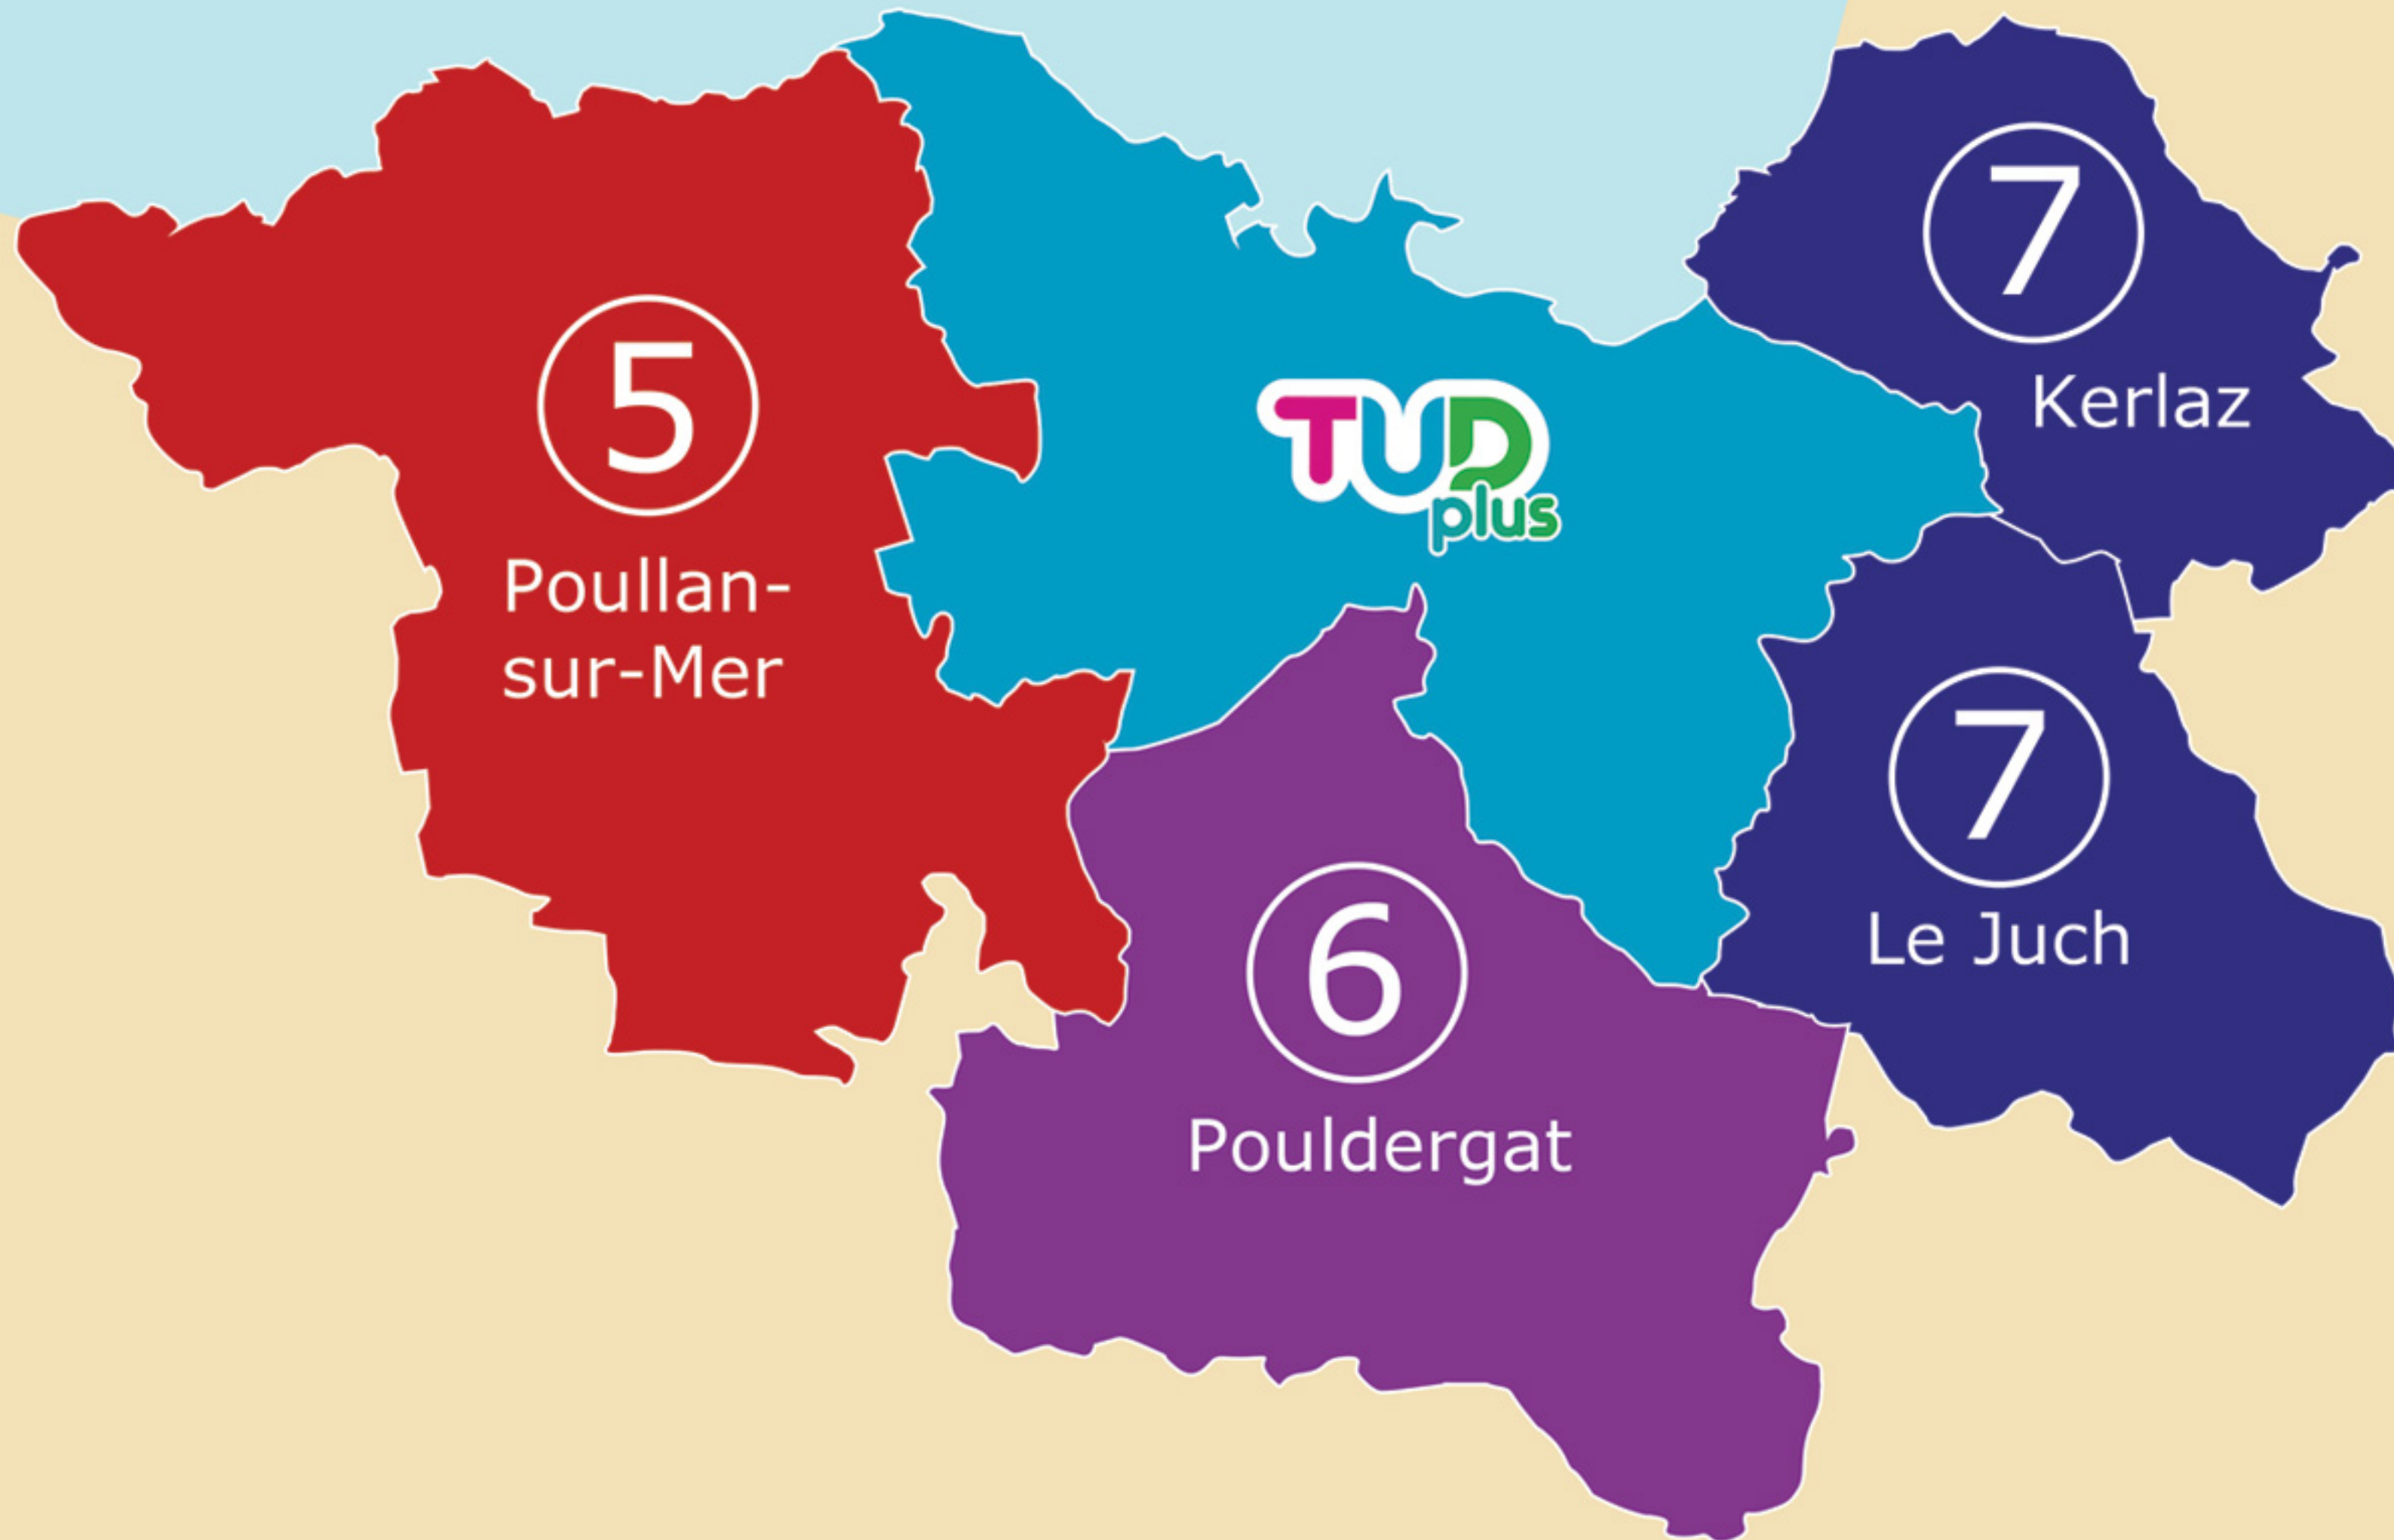 5
Poullan-
sur-Mer
TUD
plus
7
Kerlaz
7
Le Juch
6
Pouldergat